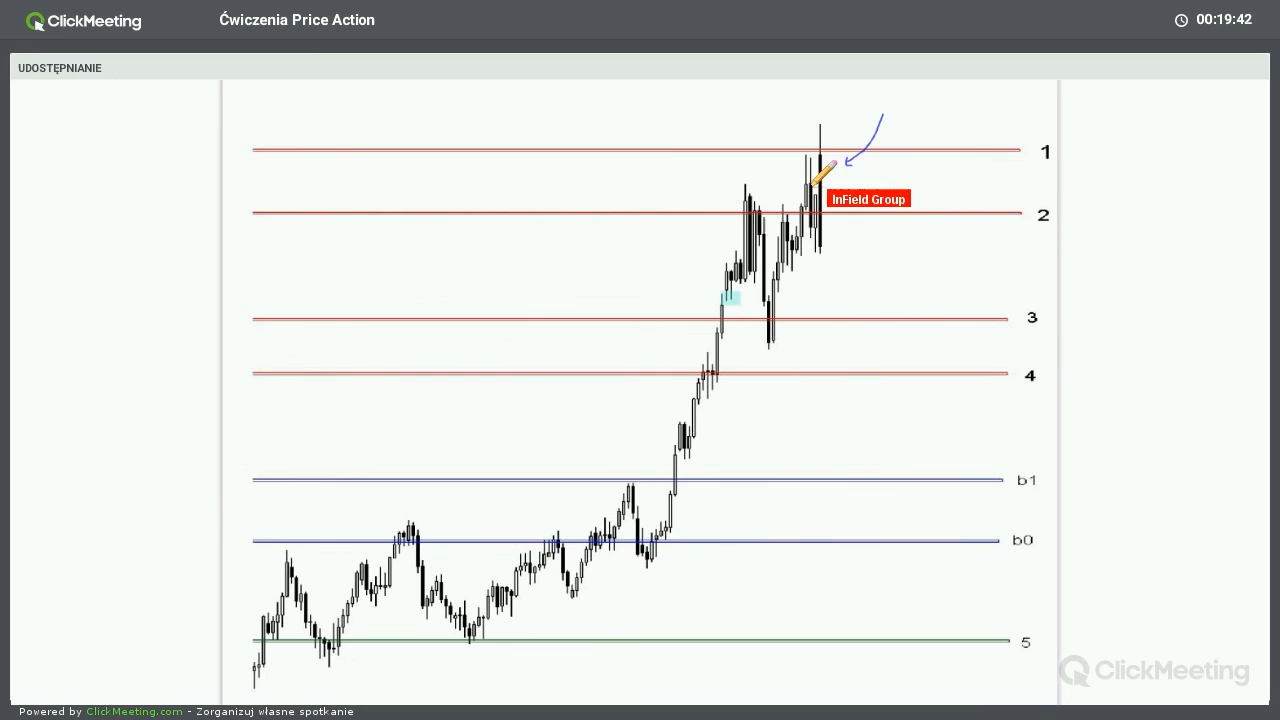 ClickMeeting
Ćwiczenia Price Action
00:19:42
UDOSTĘPNIANIE
1
InField Group
2
3
4
b1
b0
5
ClickMeeting
Powered by ClickMeeting.com - Zorganizuj własne spotkanie